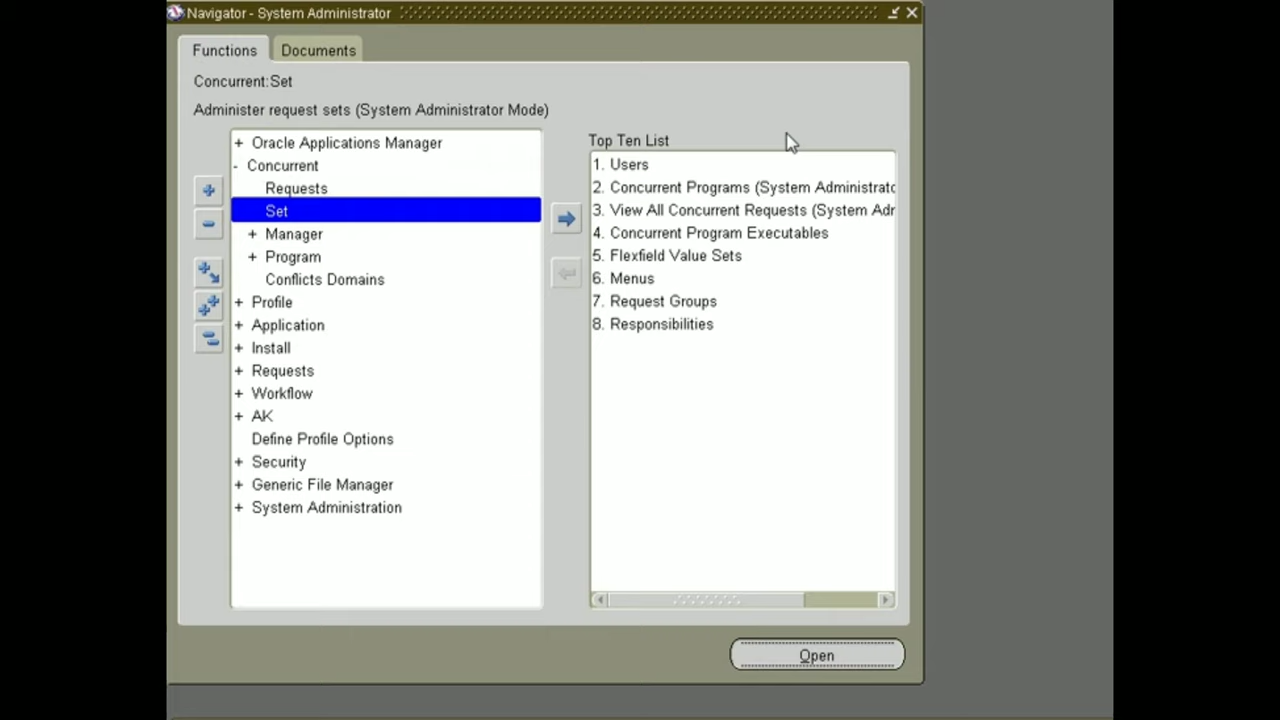 Navigator - System Administrator
Functions
Documents
Concurrent:Set
Administer request sets (System Administrator Mode)
+ Oracle Applications Manager
- Concurrent
Requests
Set
+ Manager
+ Program
Conflicts Domains
+ Profile
+ Application
+ Install
+ Requests
+ Workflow
+ AK
Define Profile Options
+ Security
+ Generic File Manager
+ System Administration
Top Ten List
1. Users
2. Concurrent Programs (System Administratc
3. View All Concurrent Requests (System Adr
4. Concurrent Program Executables
5. Flexfield Value Sets
6. Menus
7. Request Groups
8. Responsibilities
Open